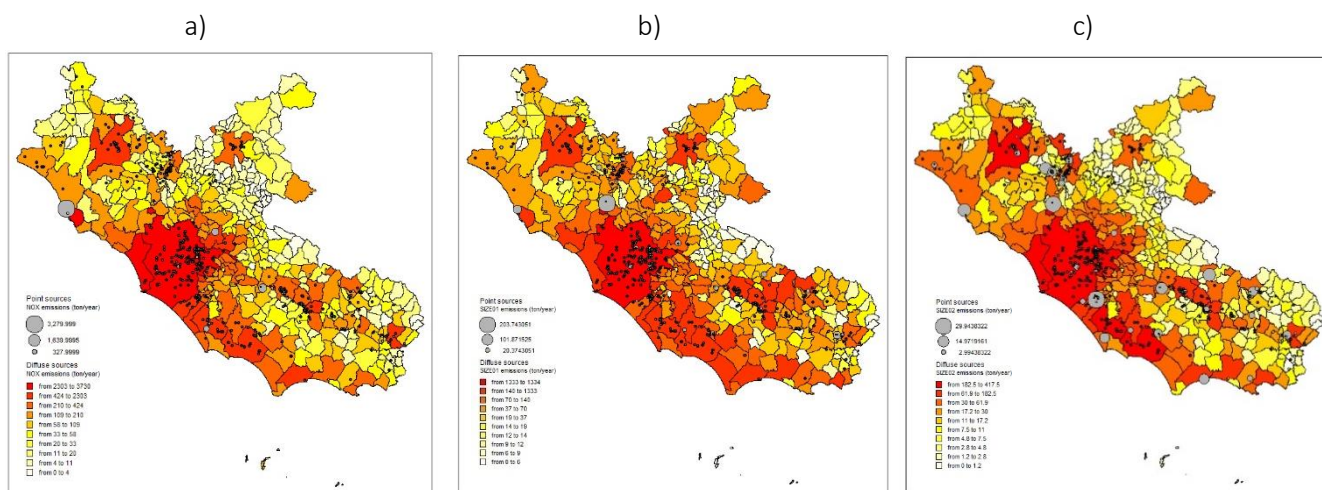 a)
b)
c)
Point sources
NOX emissions (ton/year)
3,279.999
1,639.9995
327.9999
Diffuse sources
NOX emissions (ton/year)
from 2303 to 3730
from 424 to 2303
from 210 to 424
from 109 to 210
from 58 to 109
from 33 to 58
from 20 to 33
from 11 to 20
from 4 to 11
from 0 to 4
Point sources
SIZE01 emissions (ton/year)
203.743051
101.871525
20.3743051
Diffuse sources
SIZE01 emissions (ton/year)
from 1333 to 1334
from 140 to 1333
from 70 to 140
from 37 to 70
from 19 to 37
from 14 to 19
from 12 to 14
from 9 to 12
from 6 to 9
from 0 to 6
Point sources
SIZE02 emissions (ton/year)
29.9438322
14.9719161
2.99438322
Diffuse sources
SIZE02 emissions (ton/year)
from 182.5 to 417.5
from 61.9 to 182.5
from 30 to 61.9
from 17.2 to 30
from 11 to 17.2
from 7.5 to 11
from 4.8 to 7.5
from 2.8 to 4.8
from 1.2 to 2.8
from 0 to 1.2